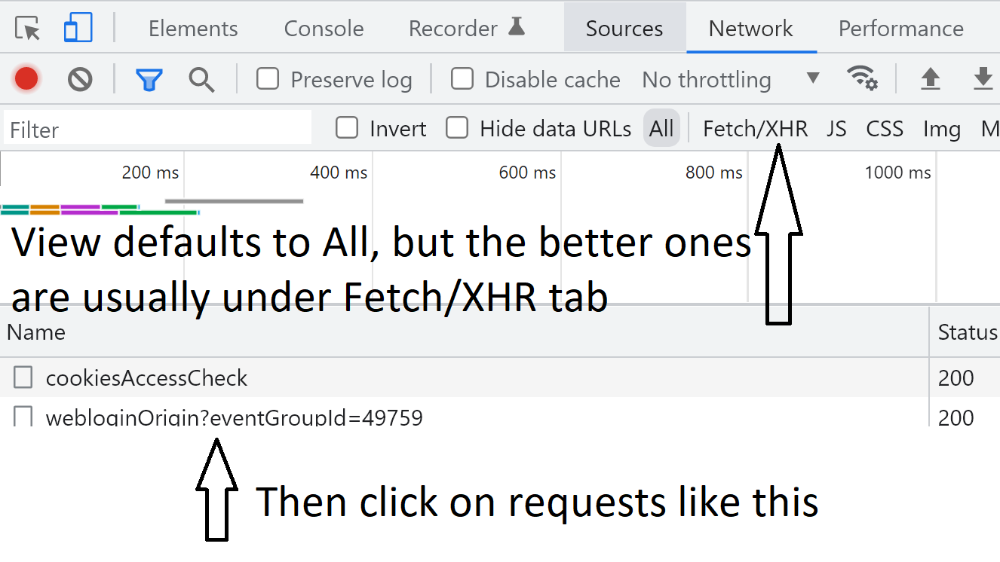 Elements Console Recorder Sources Network Performance
Preserve log Disable cache No throttling
Filter Invert Hide data URLs All Fetch/XHR JS CSS Img M
200 ms 400 ms 600 ms 800 ms 1000 ms
View defaults to All, but the better ones
are usually under Fetch/XHR tab
Name Status
cookiesAccessCheck 200
webloginOrigin?eventGroupId=49759 200
Then click on requests like this